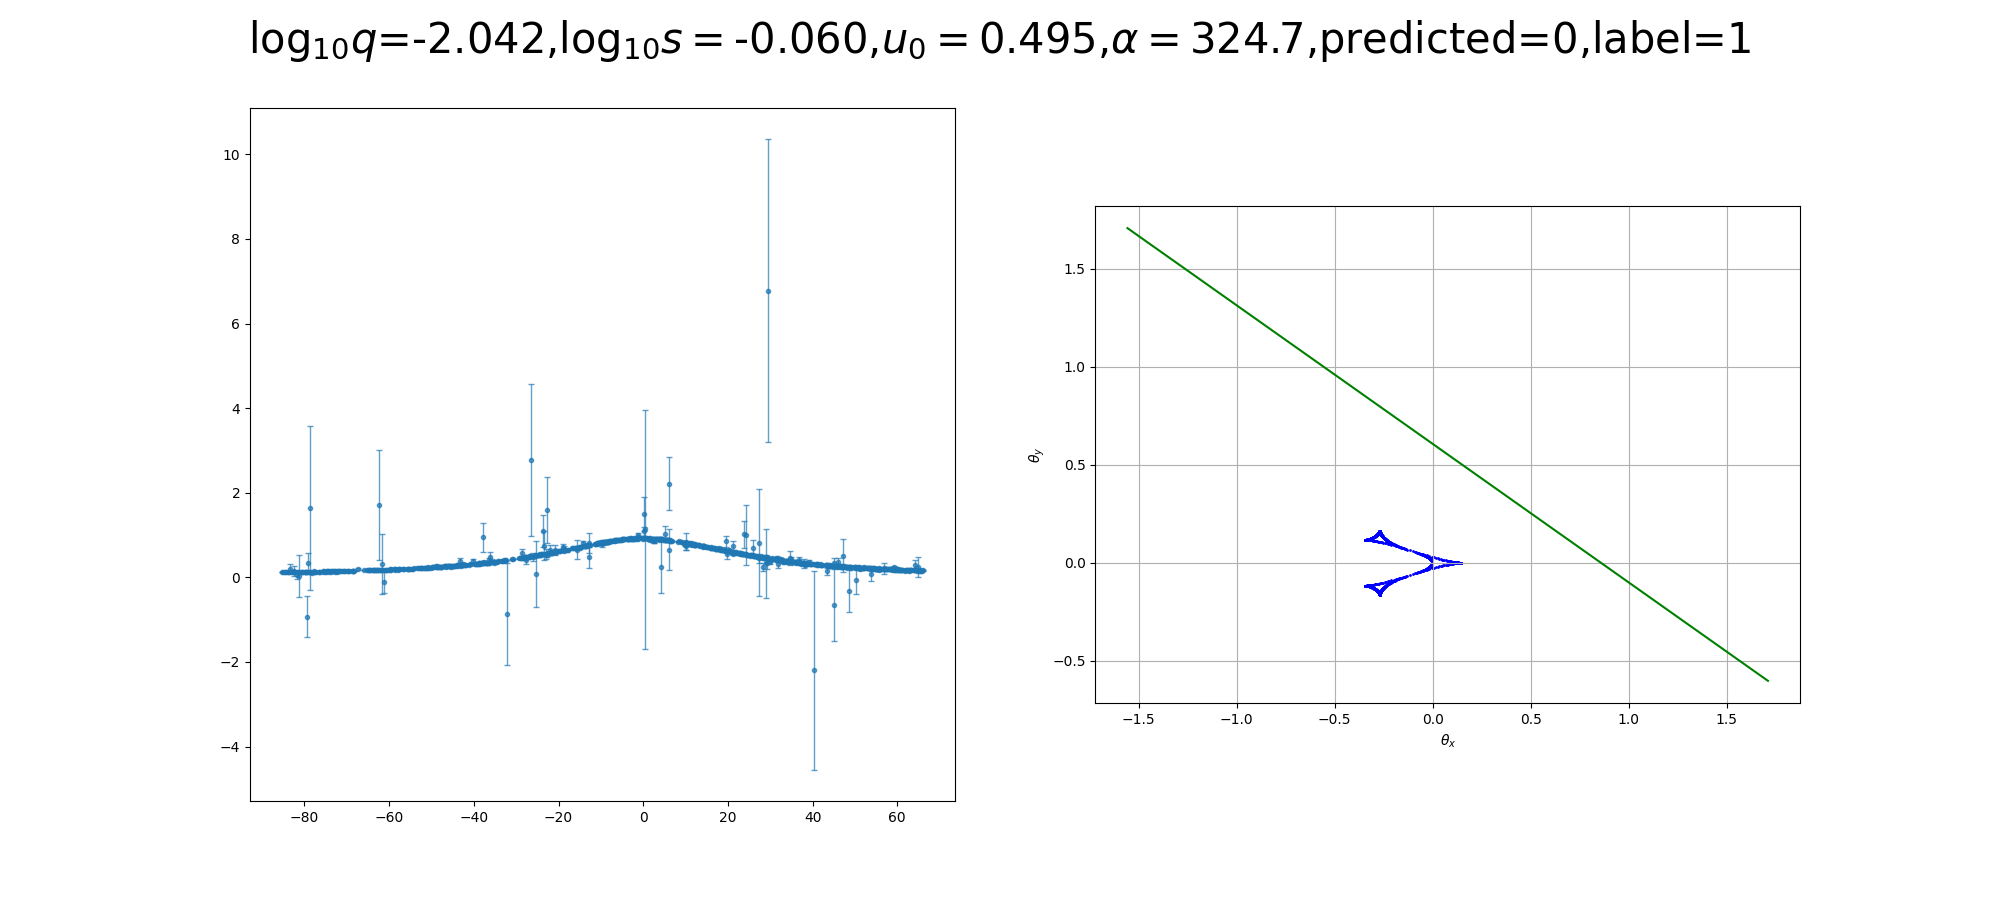 log₁₀q=-2.042,log₁₀s = -0.060,u₀ = 0.495,α = 324.7,predicted=0,label=1
10
8
6
4
2
0
−2
−4
−80 −60 −40 −20 0 20 40 60
1.5
1.0
0.5
0.0
−0.5
θy
−1.5 −1.0 −0.5 0.0 0.5 1.0 1.5
θx